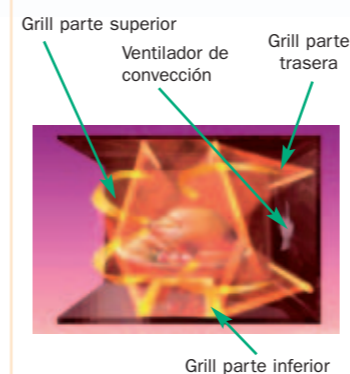 Grill parte superior
Ventilador de
convección
Grill parte
trasera
Grill parte inferior